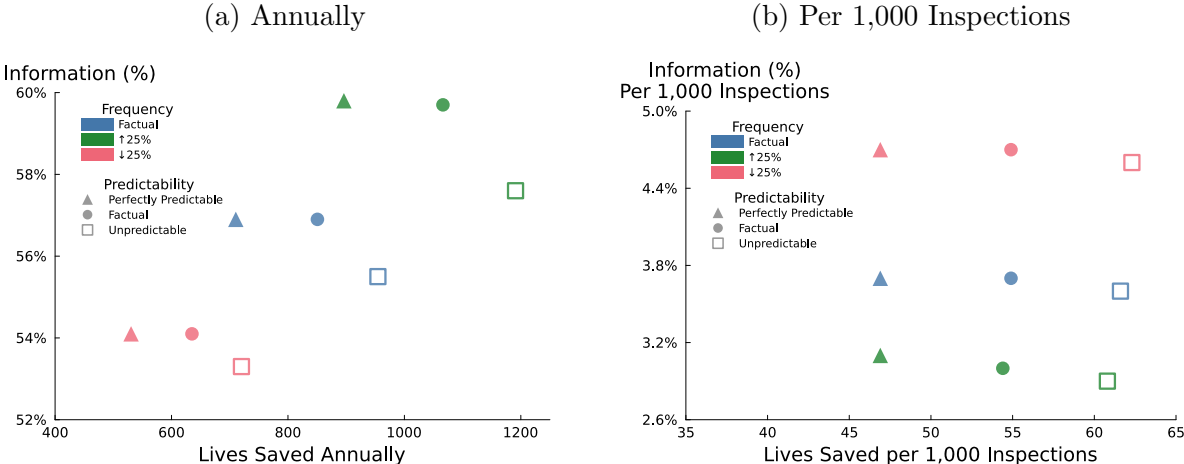 (a) Annually
Information (%)
60%
58%
56%
54%
52%
Frequency
Factual
↑25%
↓25%
Predictability
Perfectly Predictable
Factual
Unpredictable
400 600 800 1000 1200
Lives Saved Annually
(b) Per 1,000 Inspections
Information (%)
Per 1,000 Inspections
5.0%
4.4%
3.8%
3.2%
2.6%
Frequency
Factual
↑25%
↓25%
Predictability
Perfectly Predictable
Factual
Unpredictable
35 40 45 50 55 60 65
Lives Saved per 1,000 Inspections